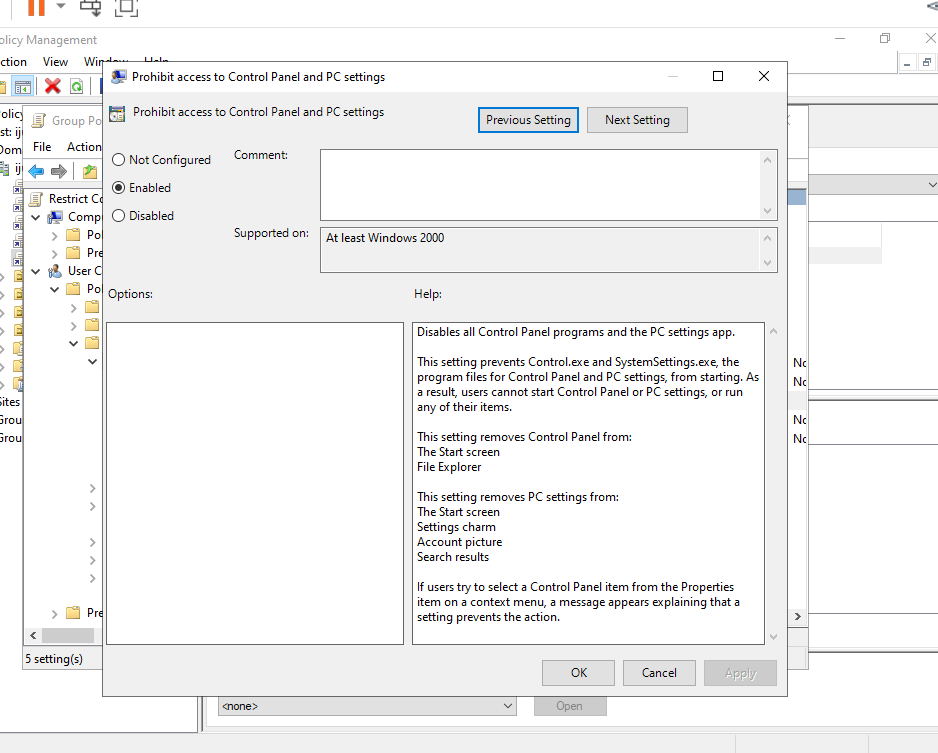 olicy Management
ction View Window Help
Prohibit access to Control Panel and PC settings
Prohibit access to Control Panel and PC settings
Previous Setting
Next Setting
Not Configured
Enabled
Disabled
Comment:
Supported on:
At least Windows 2000
Options:
Help:
Disables all Control Panel programs and the PC settings app.
This setting prevents Control.exe and SystemSettings.exe, the
program files for Control Panel and PC settings, from starting. As
a result, users cannot start Control Panel or PC settings, or run
any of their items.
This setting removes Control Panel from:
The Start screen
File Explorer
This setting removes PC settings from:
The Start screen
Settings charm
Account picture
Search results
If users try to select a Control Panel item from the Properties
item on a context menu, a message appears explaining that a
setting prevents the action.
OK
Cancel
Apply
Group Po
File Action
Restrict Co
Compu
Po
Pre
User C
Po
Pre
5 setting(s)
olicy
st: iju
Dom
iju
Sites
Grou
Grou
No
No
No
No
<none>
Open